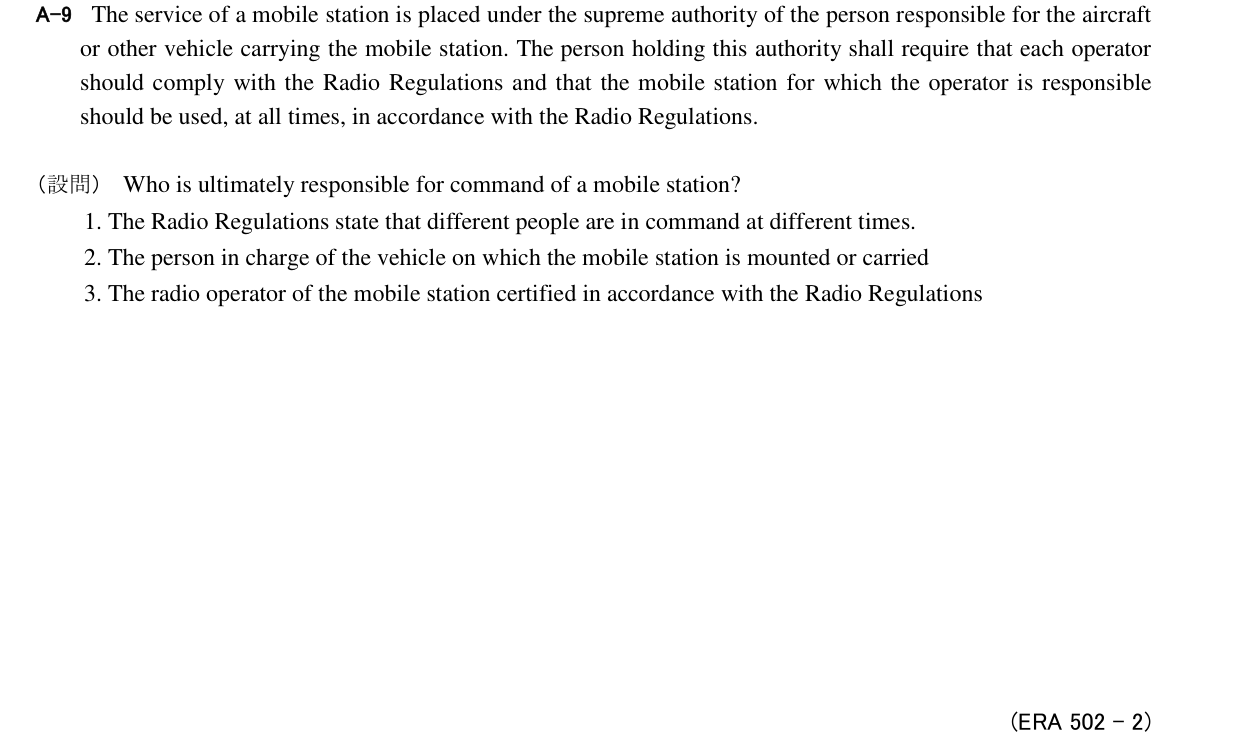 A-9 The service of a mobile station is placed under the supreme authority of the person responsible for the aircraft
or other vehicle carrying the mobile station. The person holding this authority shall require that each operator
should comply with the Radio Regulations and that the mobile station for which the operator is responsible
should be used, at all times, in accordance with the Radio Regulations.
（設問） Who is ultimately responsible for command of a mobile station?
1. The Radio Regulations state that different people are in command at different times.
2. The person in charge of the vehicle on which the mobile station is mounted or carried
3. The radio operator of the mobile station certified in accordance with the Radio Regulations
（ERA 502 − 2）